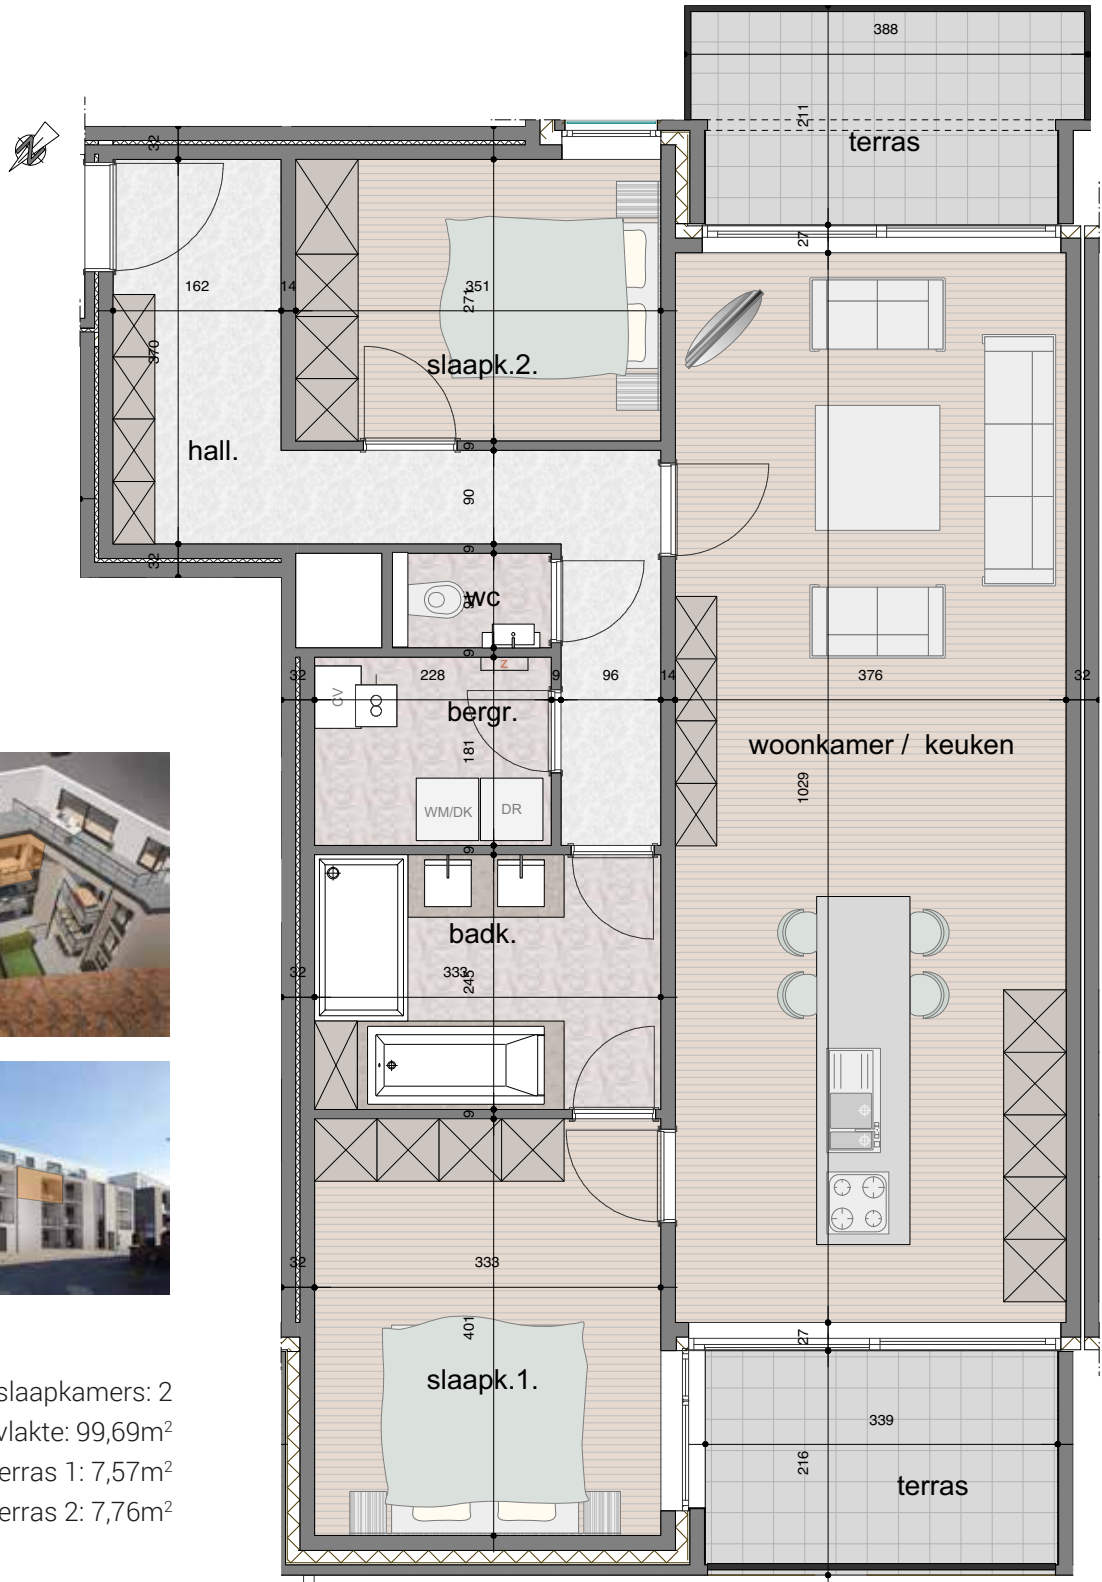 388
211
terras
27
32
162
14
351
271
slaapk.2.
370
hall.
9
90
9
32
wc
9
z
32
228
9
96
14
376
32
CV
bergr.
181
woonkamer / keuken
1029
WM/DK
DR
9
badk.
32
333
245
9
32
333
401
27
slaapk.1.
339
216
terras
slaapkamers: 2
vlakte: 99,69m²
erras 1: 7,57m²
erras 2: 7,76m²